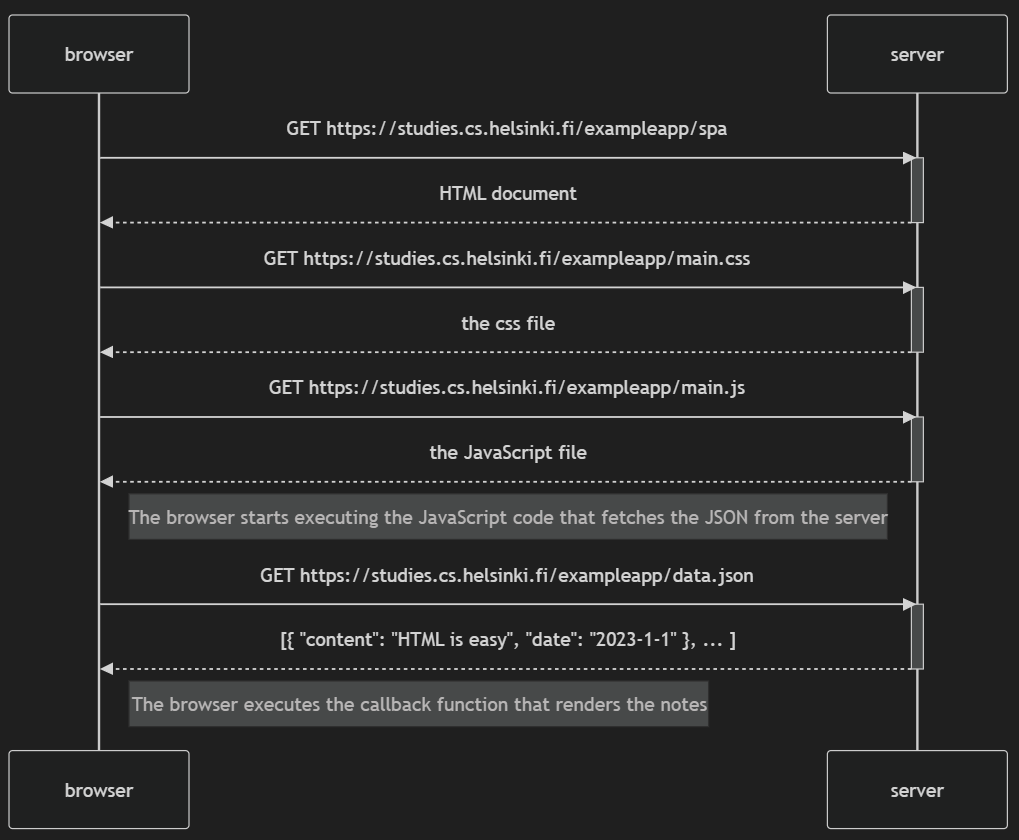 browser
server
GET https://studies.cs.helsinki.fi/exampleapp/spa
HTML document
GET https://studies.cs.helsinki.fi/exampleapp/main.css
the css file
GET https://studies.cs.helsinki.fi/exampleapp/main.js
the JavaScript file
The browser starts executing the JavaScript code that fetches the JSON from the server
GET https://studies.cs.helsinki.fi/exampleapp/data.json
[{ "content": "HTML is easy", "date": "2023-1-1" }, ... ]
The browser executes the callback function that renders the notes
browser
server